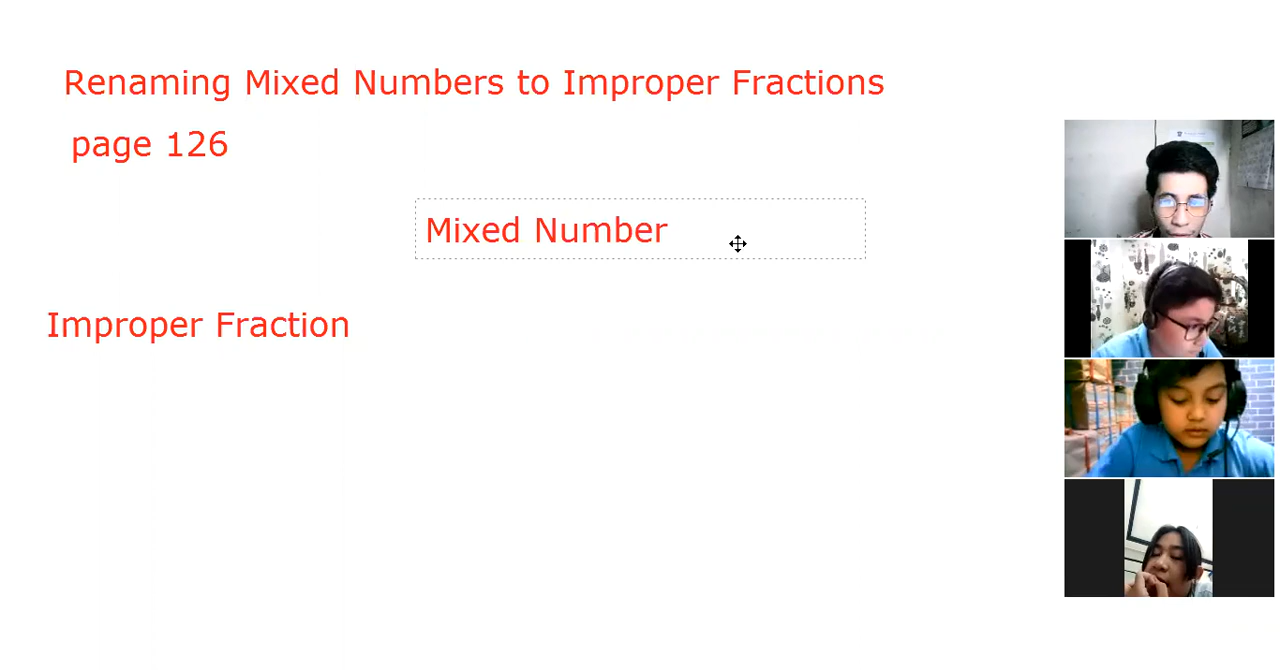 Renaming Mixed Numbers to Improper Fractions
page 126
Mixed Number
Improper Fraction